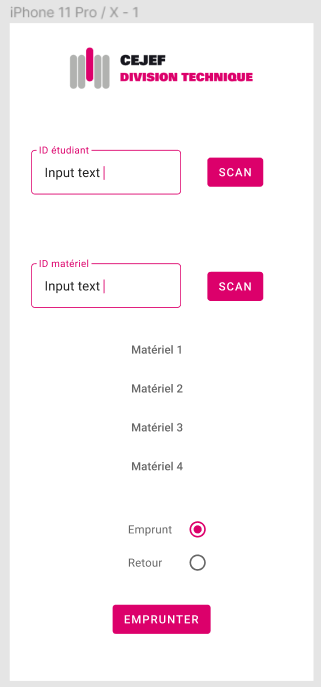 iPhone 11 Pro / X - 1
CEJEF
DIVISION TECHNIQUE
ID étudiant
Input text
SCAN
ID matériel
Input text
SCAN
Matériel 1
Matériel 2
Matériel 3
Matériel 4
Emprunt
Retour
EMPRUNTER